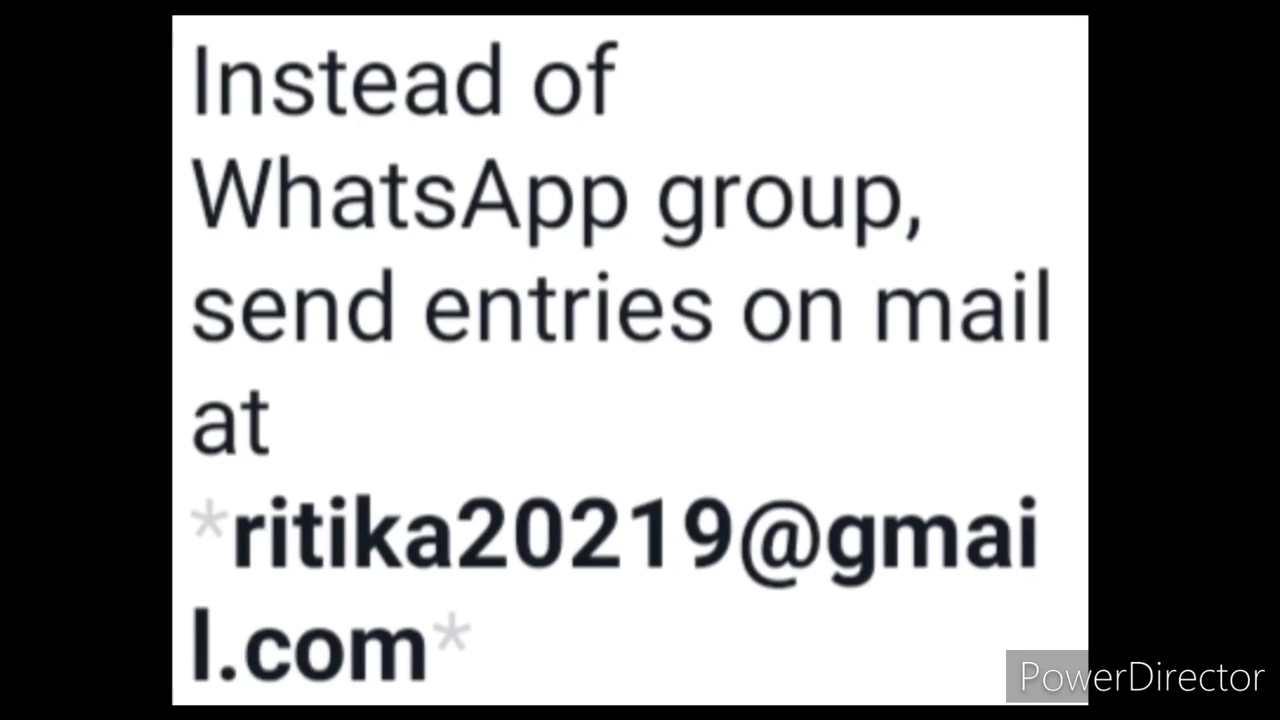 Instead of
WhatsApp group,
send entries on mail
at
*ritika20219@gmai
l.com*
PowerDirector